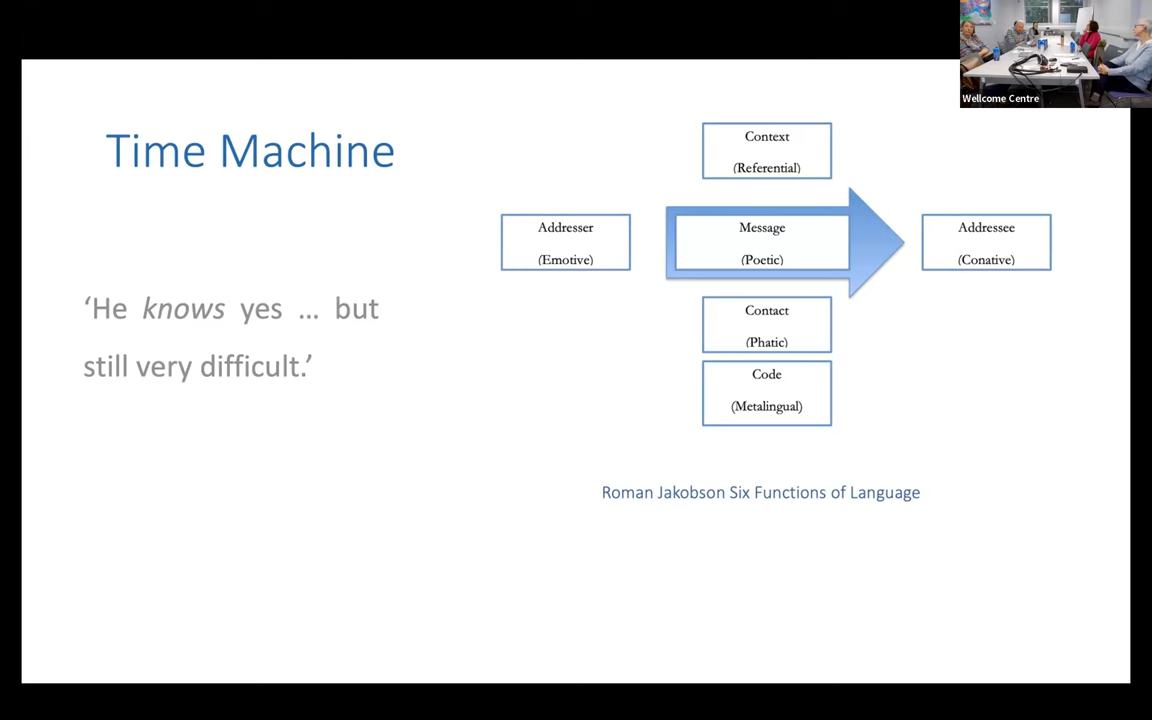 Wellcome Centre
Time Machine
‘He knows yes … but
still very difficult.’
Context
(Referential)
Addresser
(Emotive)
Message
(Poetic)
Addressee
(Conative)
Contact
(Phatic)
Code
(Metalingual)
Roman Jakobson Six Functions of Language